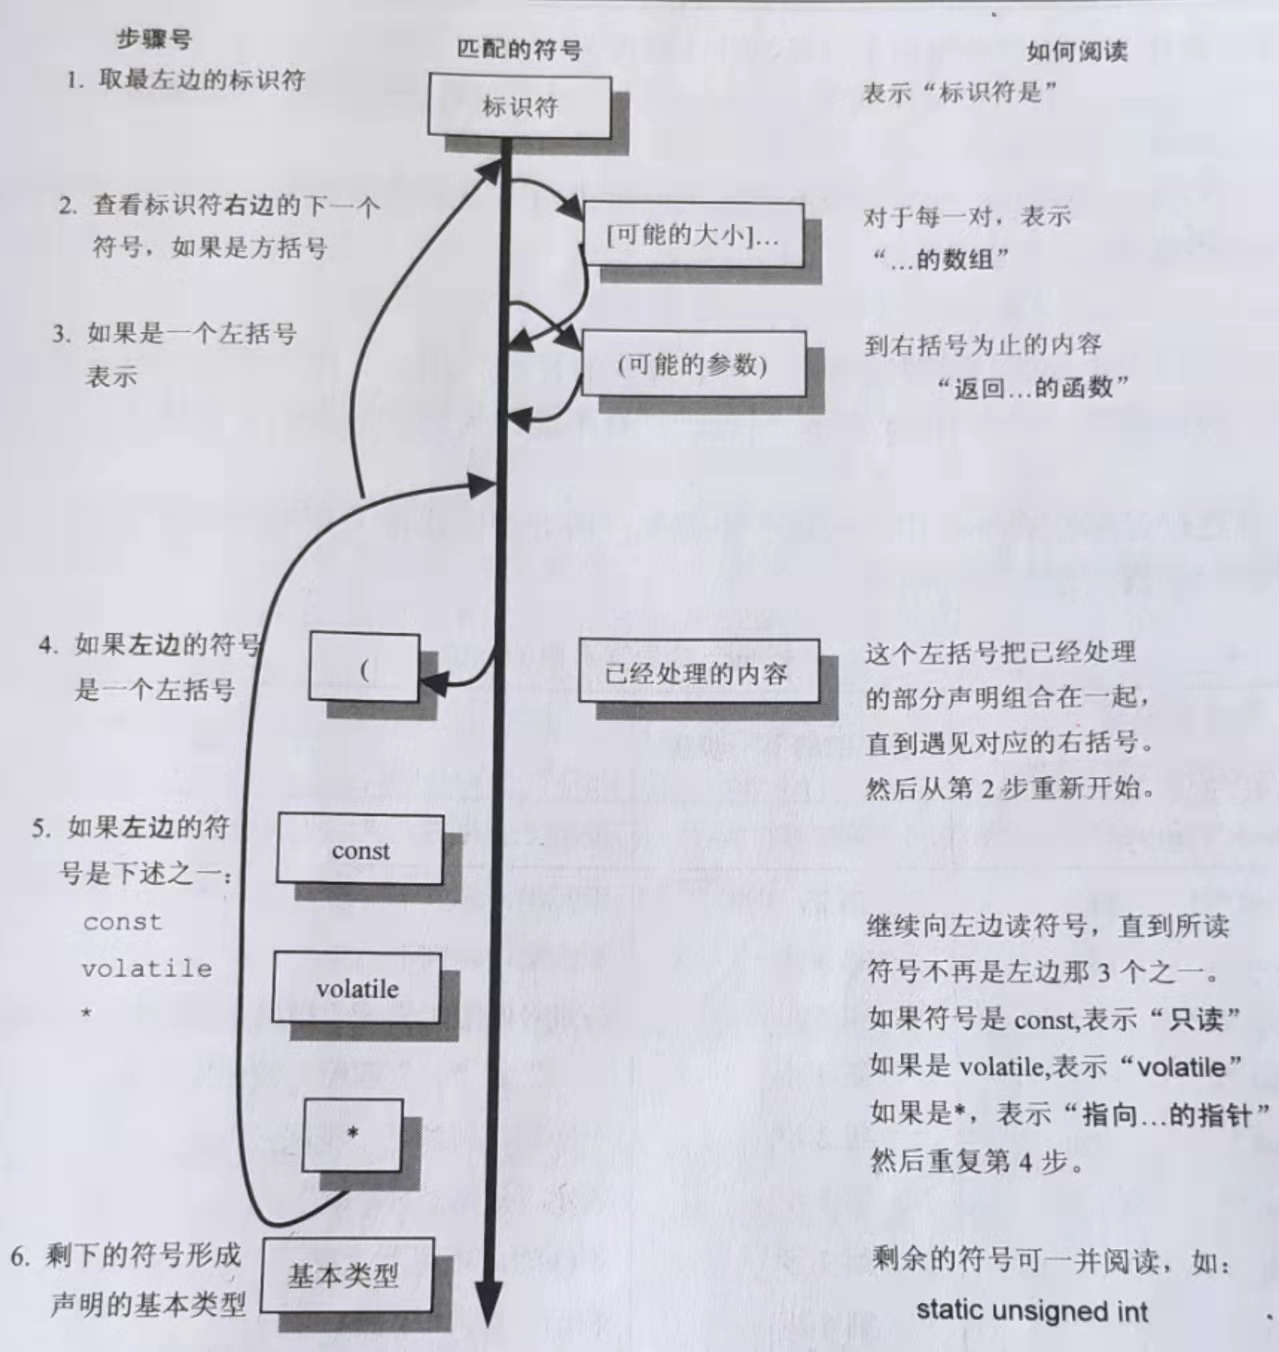 步骤号
匹配的符号
如何阅读
1. 取最左边的标识符
标识符
表示“标识符是”
2. 查看标识符右边的下一个
符号，如果是方括号
[可能的大小]...
对于每一对，表示
“...的数组”
3. 如果是一个左括号
表示
(可能的参数)
到右括号为止的内容
“返回...的函数”
4. 如果左边的符号
是一个左括号
(
已经处理的内容
这个左括号把已经处理
的部分声明组合在一起，
直到遇见对应的右括号。
然后从第 2 步重新开始。
5. 如果左边的符
号是下述之一：
const
volatile
*
const
volatile
*
继续向左边读符号，直到所读
符号不再是左边那 3 个之一。
如果符号是 const,表示“只读”
如果是 volatile,表示“volatile”
如果是*，表示“指向...的指针”
然后重复第 4 步。
6. 剩下的符号形成
声明的基本类型
基本类型
剩余的符号可一并阅读，如：
static unsigned int